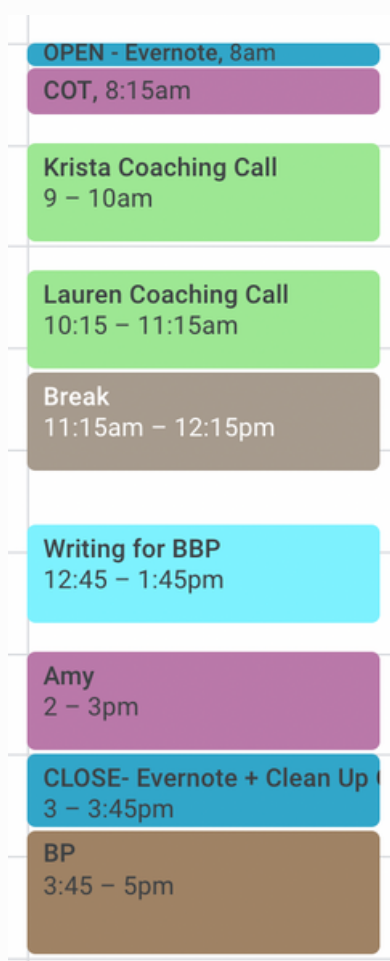 OPEN - Evernote, 8am
COT, 8:15am
Krista Coaching Call
9 – 10am
Lauren Coaching Call
10:15 – 11:15am
Break
11:15am – 12:15pm
Writing for BBP
12:45 – 1:45pm
Amy
2 – 3pm
CLOSE- Evernote + Clean Up
3 – 3:45pm
BP
3:45 – 5pm